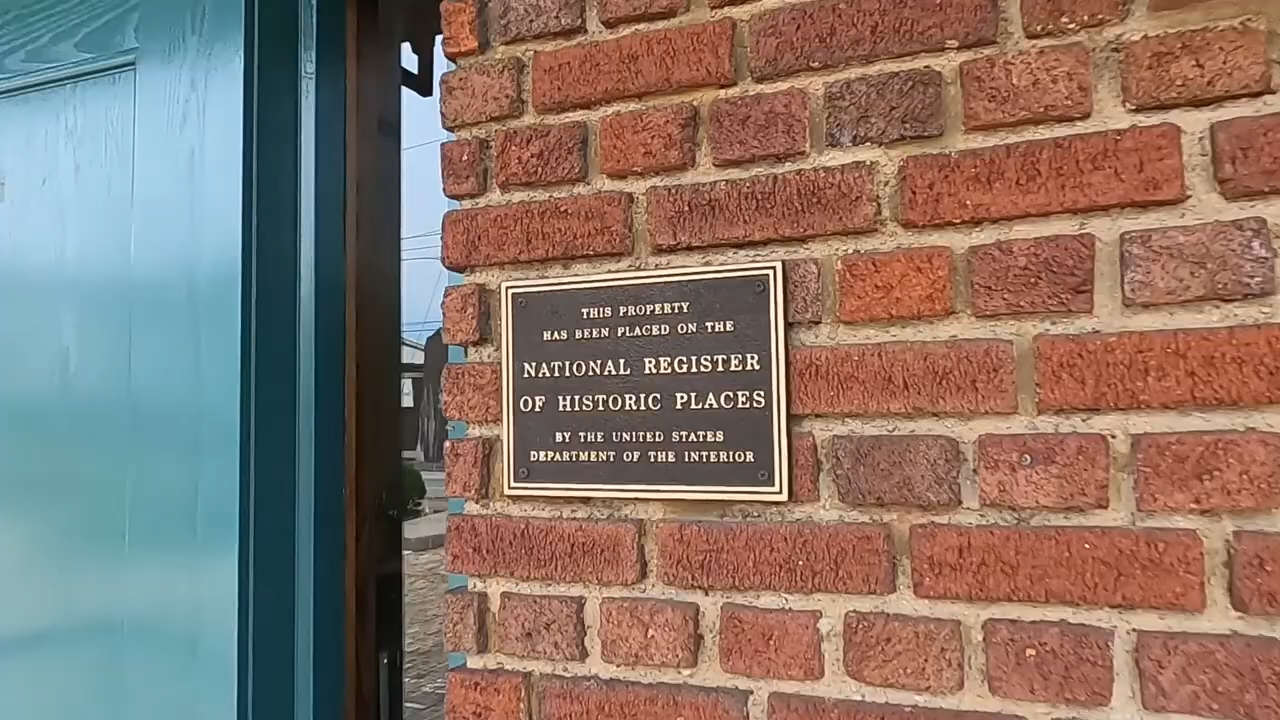 THIS PROPERTY
HAS BEEN PLACED ON THE
NATIONAL REGISTER
OF HISTORIC PLACES
BY THE UNITED STATES
DEPARTMENT OF THE INTERIOR